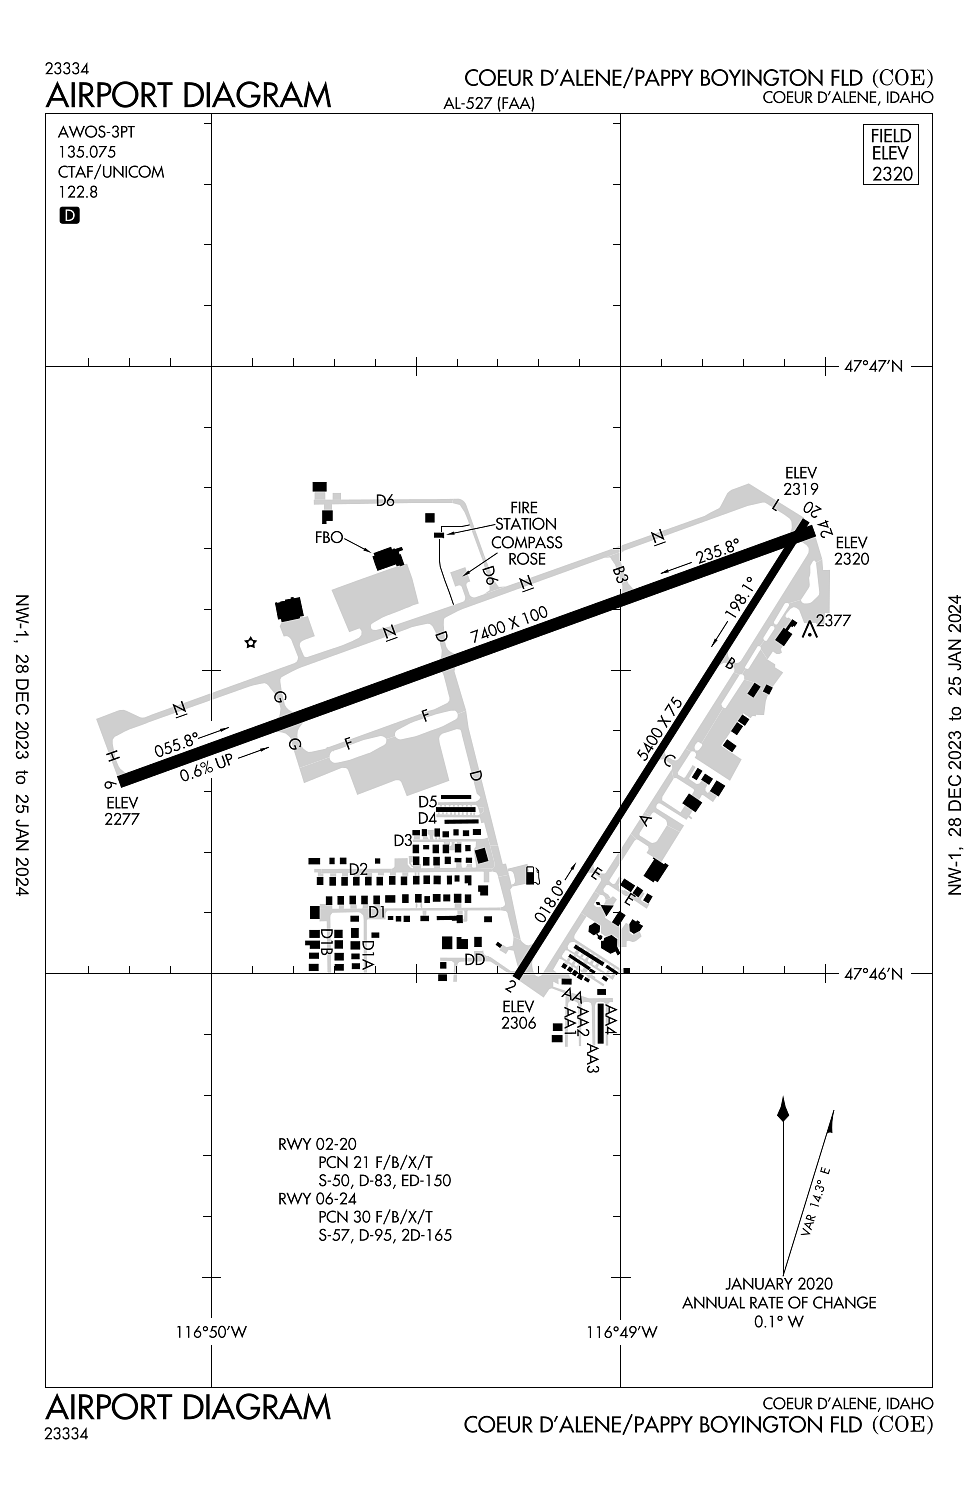 23334
AIRPORT DIAGRAM
AL-527 (FAA)
COEUR D'ALENE/PAPPY BOYINGTON FLD (COE)
COEUR D'ALENE, IDAHO
AWOS-3PT
135.075
CTAF/UNICOM
122.8
D
FIELD
ELEV
2320
47°47'N
ELEV
2319
20
24
ELEV
2320
I
D6
FIRE
STATION
COMPASS
ROSE
FBO
N
235.8°
D6
N
B3
198.1°
7400 X 100
2377
N
D
B
G
N
F
5400 X 75
055.8°
G
F
H
0.6% UP
C
6
ELEV
2277
D
D5
D4
A
D3
D2
E
018.0°
E
D1
D1B
D1A
DD
47°46'N
2
ELEV
2306
AA
AA1
AA2
AA4
AA3
RWY 02-20
PCN 21 F/B/X/T
S-50, D-83, ED-150
RWY 06-24
PCN 30 F/B/X/T
S-57, D-95, 2D-165
VAR 14.3° E
JANUARY 2020
ANNUAL RATE OF CHANGE
0.1° W
116°50'W
116°49'W
NW-1, 28 DEC 2023 to 25 JAN 2024
NW-1, 28 DEC 2023 to 25 JAN 2024
AIRPORT DIAGRAM
23334
COEUR D'ALENE, IDAHO
COEUR D'ALENE/PAPPY BOYINGTON FLD (COE)